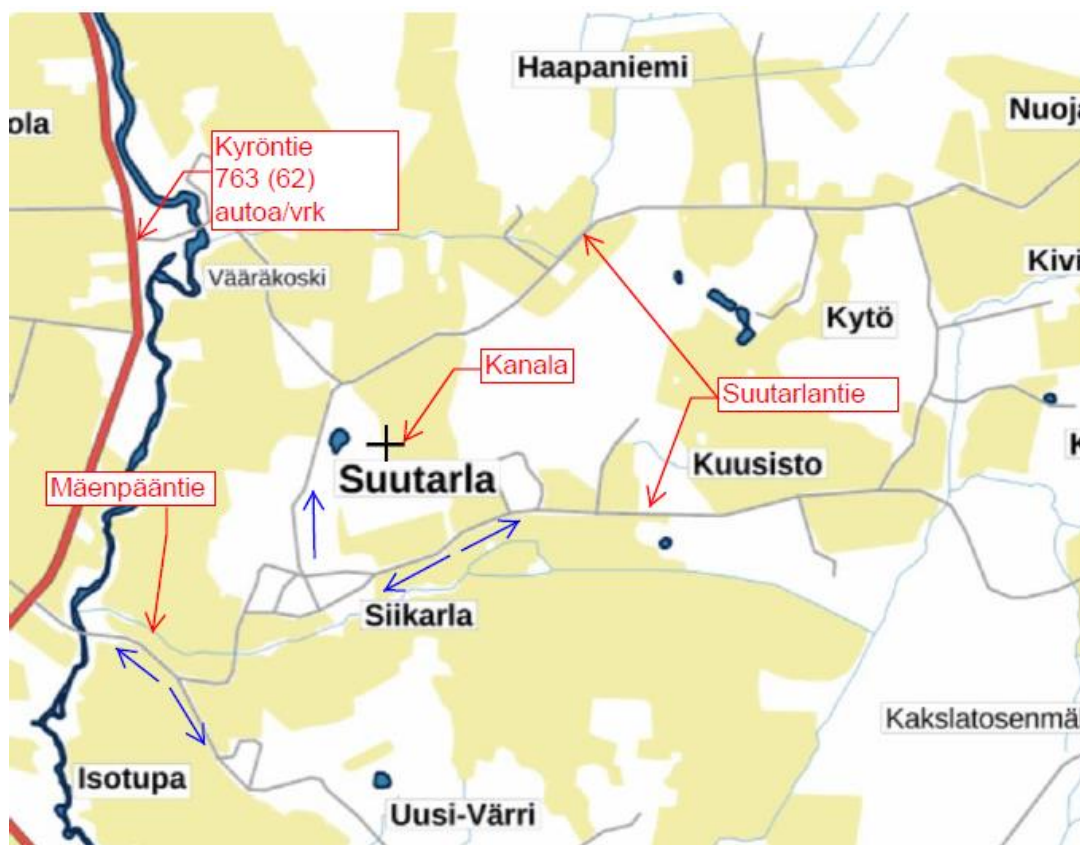 Haapaniemi
Nuoja
ola
Kyröntie
763 (62)
autoa/vrk
Vääräkoski
Kivi
Kytö
Kanala
Suutarlantie
K
Suutarla
Kuusisto
Mäenpääntie
Siikarla
Kakslatosenmä
Isotupa
Uusi-Värri